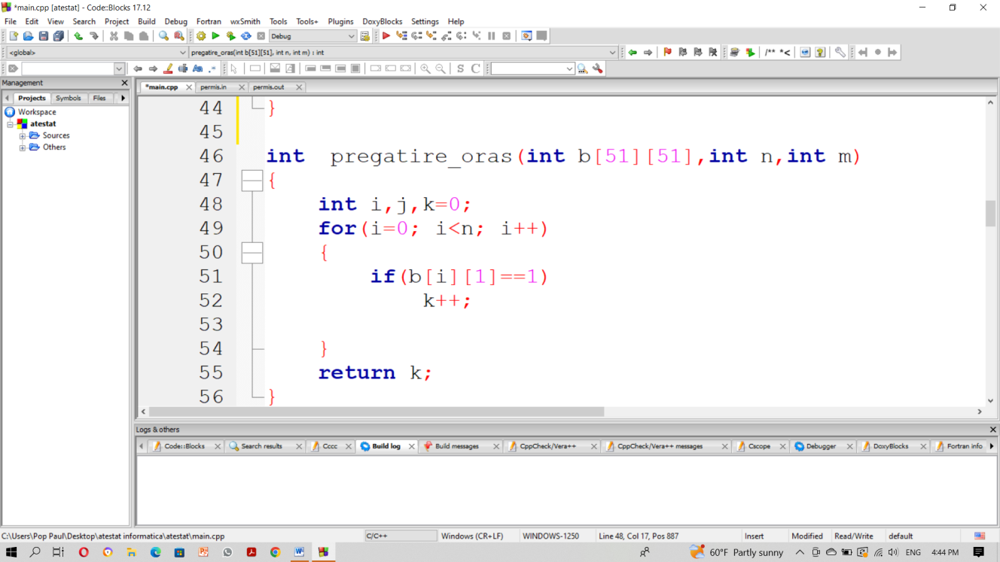 *main.cpp [atestat] - Code::Blocks 17.12
File Edit View Search Project Build Debug Fortran wxSmith Tools Tools+ Plugins DoxyBlocks Settings Help
Debug
<global> pregatire_oras(int b[51][51], int n, int m) : int /** *<
S C
Management
*main.cpp permis.in permis.out
Projects Symbols Files
Workspace
atestat
Sources
Others
44 }
45
46 int  pregatire_oras(int b[51][51],int n,int m)
47 {
48     int i,j,k=0;
49     for(i=0; i<n; i++)
50     {
51         if(b[i][1]==1)
52             k++;
53
54     }
55     return k;
56 }
Logs & others
Code::Blocks Search results Cccc Build log Build messages CppCheck/Vera++ CppCheck/Vera++ messages Cscope Debugger DoxyBlocks Fortran info
C:\Users\Pop Paul\Desktop\atestat informatica\atestat\main.cpp C/C++ Windows (CR+LF) WINDOWS-1250 Line 48, Col 17, Pos 887 Insert Modified Read/Write default
60°F Partly sunny ENG 4:44 PM